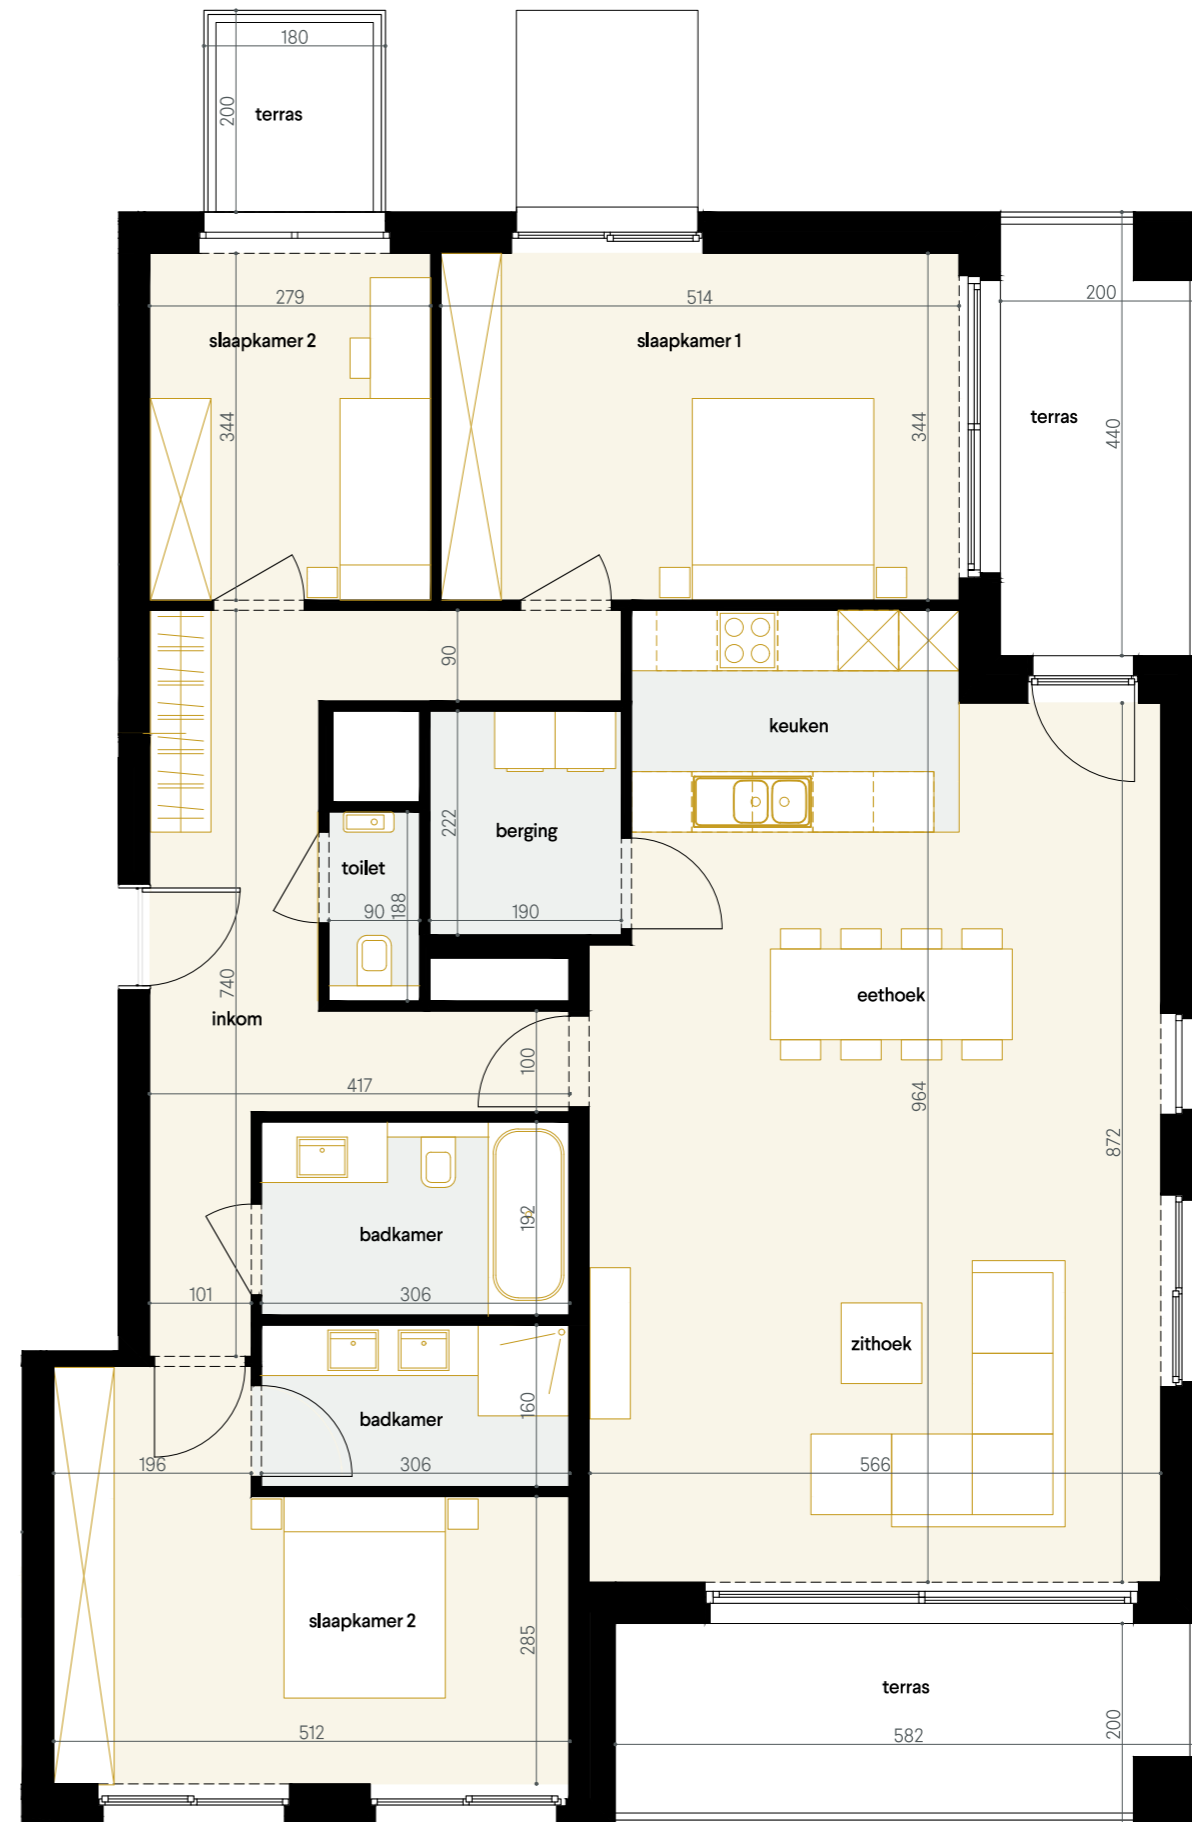 180
200
terras
279
514
200
slaapkamer 2
slaapkamer 1
344
344
terras
440
90
keuken
222
berging
toilet
90
188
190
740
inkom
eethoek
100
417
964
872
192
badkamer
101
306
zithoek
160
badkamer
196
306
566
slaapkamer 2
285
terras
512
582
200